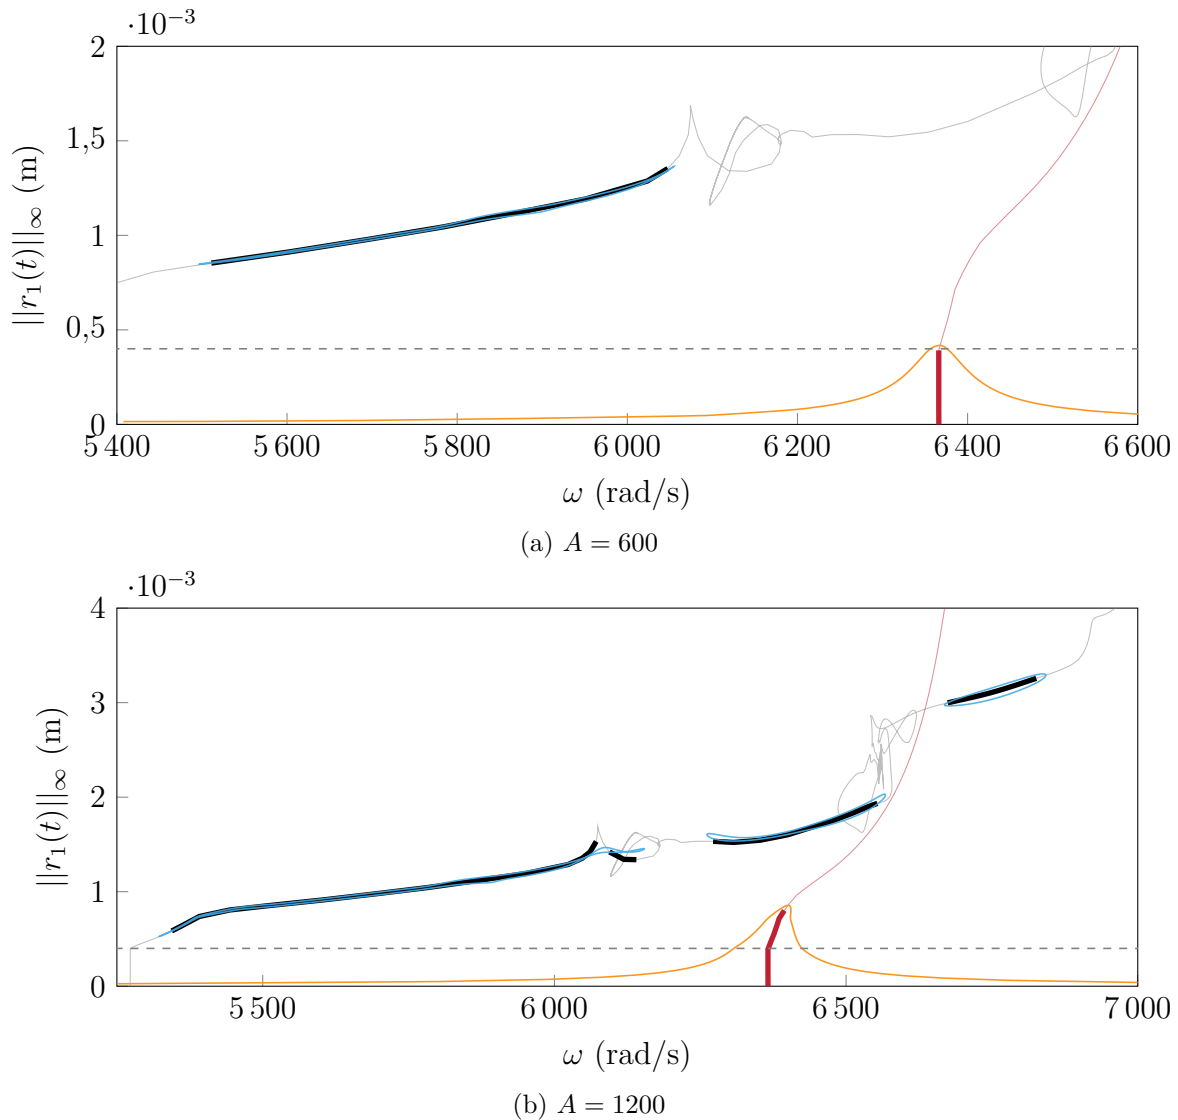 ·10⁻³
2
1,5
1
0,5
0
||r₁(t)||∞ (m)
5 400 5 600 5 800 6 000 6 200 6 400 6 600
ω (rad/s)
(a) A = 600
·10⁻³
4
3
2
1
0
||r₁(t)||∞ (m)
5 500 6 000 6 500 7 000
ω (rad/s)
(b) A = 1200